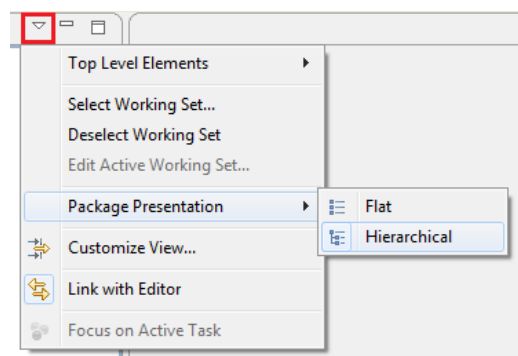 Top Level Elements
Select Working Set...
Deselect Working Set
Edit Active Working Set...
Package Presentation
Flat
Hierarchical
Customize View...
Link with Editor
Focus on Active Task